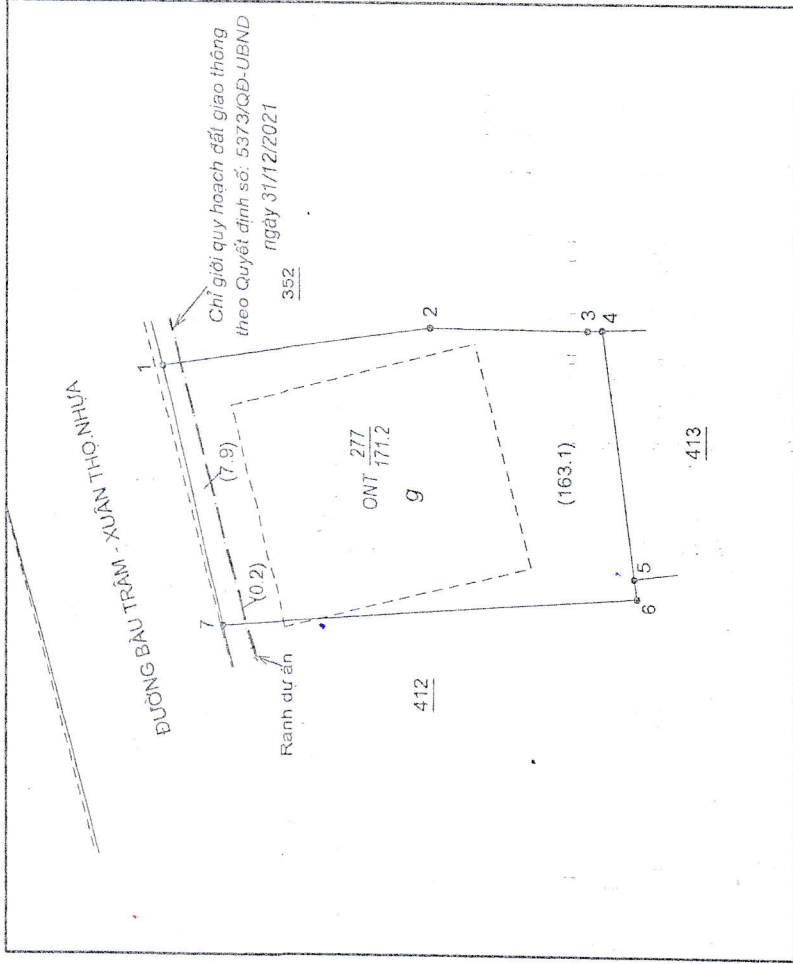 ĐƯỜNG BÀU TRÂM - XUÂN THỌ.NHỰA
Chỉ giới quy hoạch đất giao thông
theo Quyết định số: 5373/QĐ-UBND
ngày 31/12/2021
352
1
2
3
4
5
6
7
(7.9)
(0.2)
Ranh dự án
ONT 277
171.2
g
(163.1)
412
413